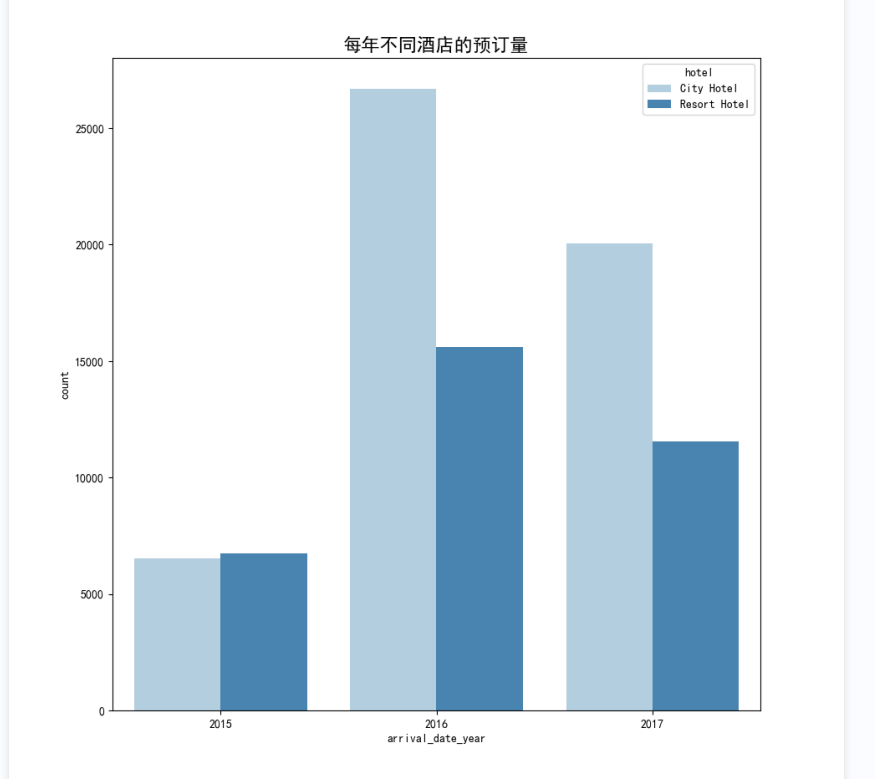 每年不同酒店的预订量
hotel
City Hotel
Resort Hotel
25000
20000
15000
10000
5000
0
count
2015
2016
2017
arrival_date_year